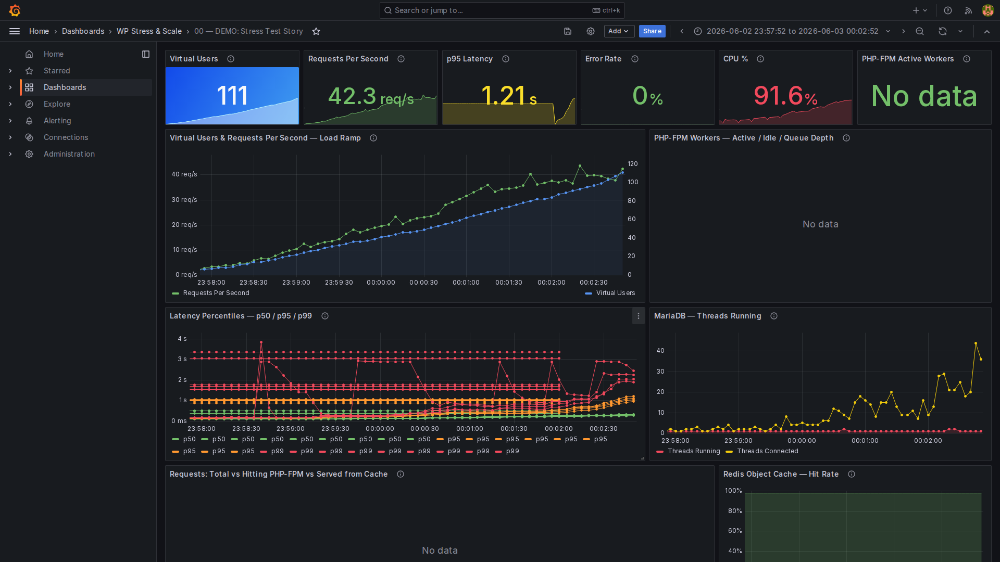 Search or jump to...
ctrl+k
Home › Dashboards › WP Stress & Scale › 00 — DEMO: Stress Test Story
Add
Share
2026-06-02 23:57:52 to 2026-06-03 00:02:52
Home
Starred
Dashboards
Explore
Alerting
Connections
Administration
Virtual Users
111
Requests Per Second
42.3 req/s
p95 Latency
1.21 s
Error Rate
0%
CPU %
91.6%
PHP-FPM Active Workers
No data
Virtual Users & Requests Per Second — Load Ramp
40 req/s
30 req/s
20 req/s
10 req/s
0 req/s
120
100
80
60
40
20
0
23:58:00 23:58:30 23:59:00 23:59:30 00:00:00 00:00:30 00:01:00 00:01:30 00:02:00 00:02:30
Requests Per Second
Virtual Users
PHP-FPM Workers — Active / Idle / Queue Depth
No data
Latency Percentiles — p50 / p95 / p99
4 s
3 s
2 s
1 s
0 ms
23:58:00 23:58:30 23:59:00 23:59:30 00:00:00 00:00:30 00:01:00 00:01:30 00:02:00 00:02:30
p50 p50 p50 p50 p50 p50 p50 p50 p50 p95 p95 p95 p95 p95 p95
p95 p95 p95 p99 p99 p99 p99 p99 p99 p99 p99 p99
MariaDB — Threads Running
40
30
20
10
0
23:58:00 23:59:00 00:00:00 00:01:00 00:02:00
Threads Running Threads Connected
Requests: Total vs Hitting PHP-FPM vs Served from Cache
No data
Redis Object Cache — Hit Rate
100%
80%
60%
40%